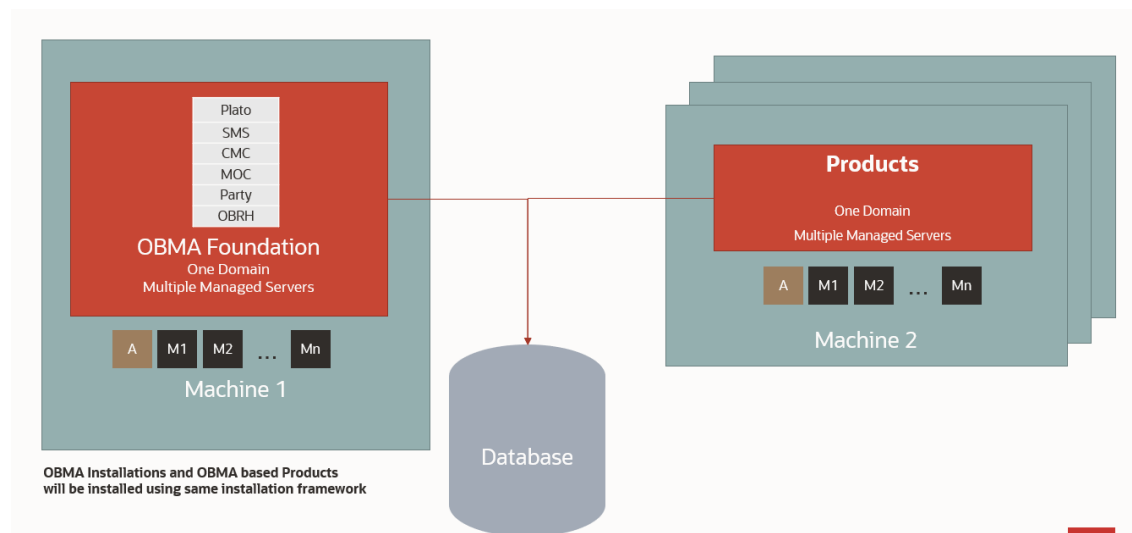 Plato
SMS
CMC
MOC
Party
OBRH
OBMA Foundation
One Domain
Multiple Managed Servers
A M1 M2 ... Mn
Machine 1
OBMA Installations and OBMA based Products
will be installed using same installation framework
Database
Products
One Domain
Multiple Managed Servers
A M1 M2 ... Mn
Machine 2